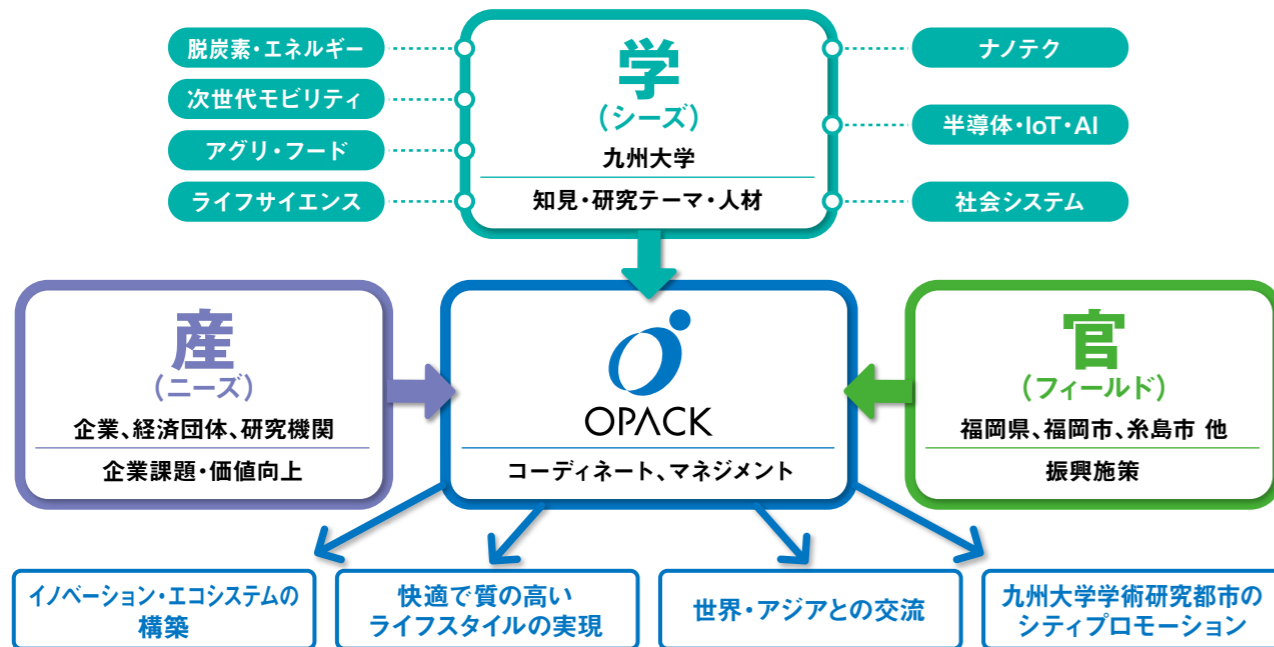 脱炭素・エネルギー
次世代モビリティ
アグリ・フード
ライフサイエンス
学
(シーズ)
九州大学
知見・研究テーマ・人材
ナノテク
半導体・IoT・AI
社会システム
産
(ニーズ)
企業、経済団体、研究機関
企業課題・価値向上
OPACK
コーディネート、マネジメント
官
(フィールド)
福岡県、福岡市、糸島市 他
振興施策
イノベーション・エコシステムの
構築
快適で質の高い
ライフスタイルの実現
世界・アジアとの交流
九州大学学術研究都市の
シティプロモーション